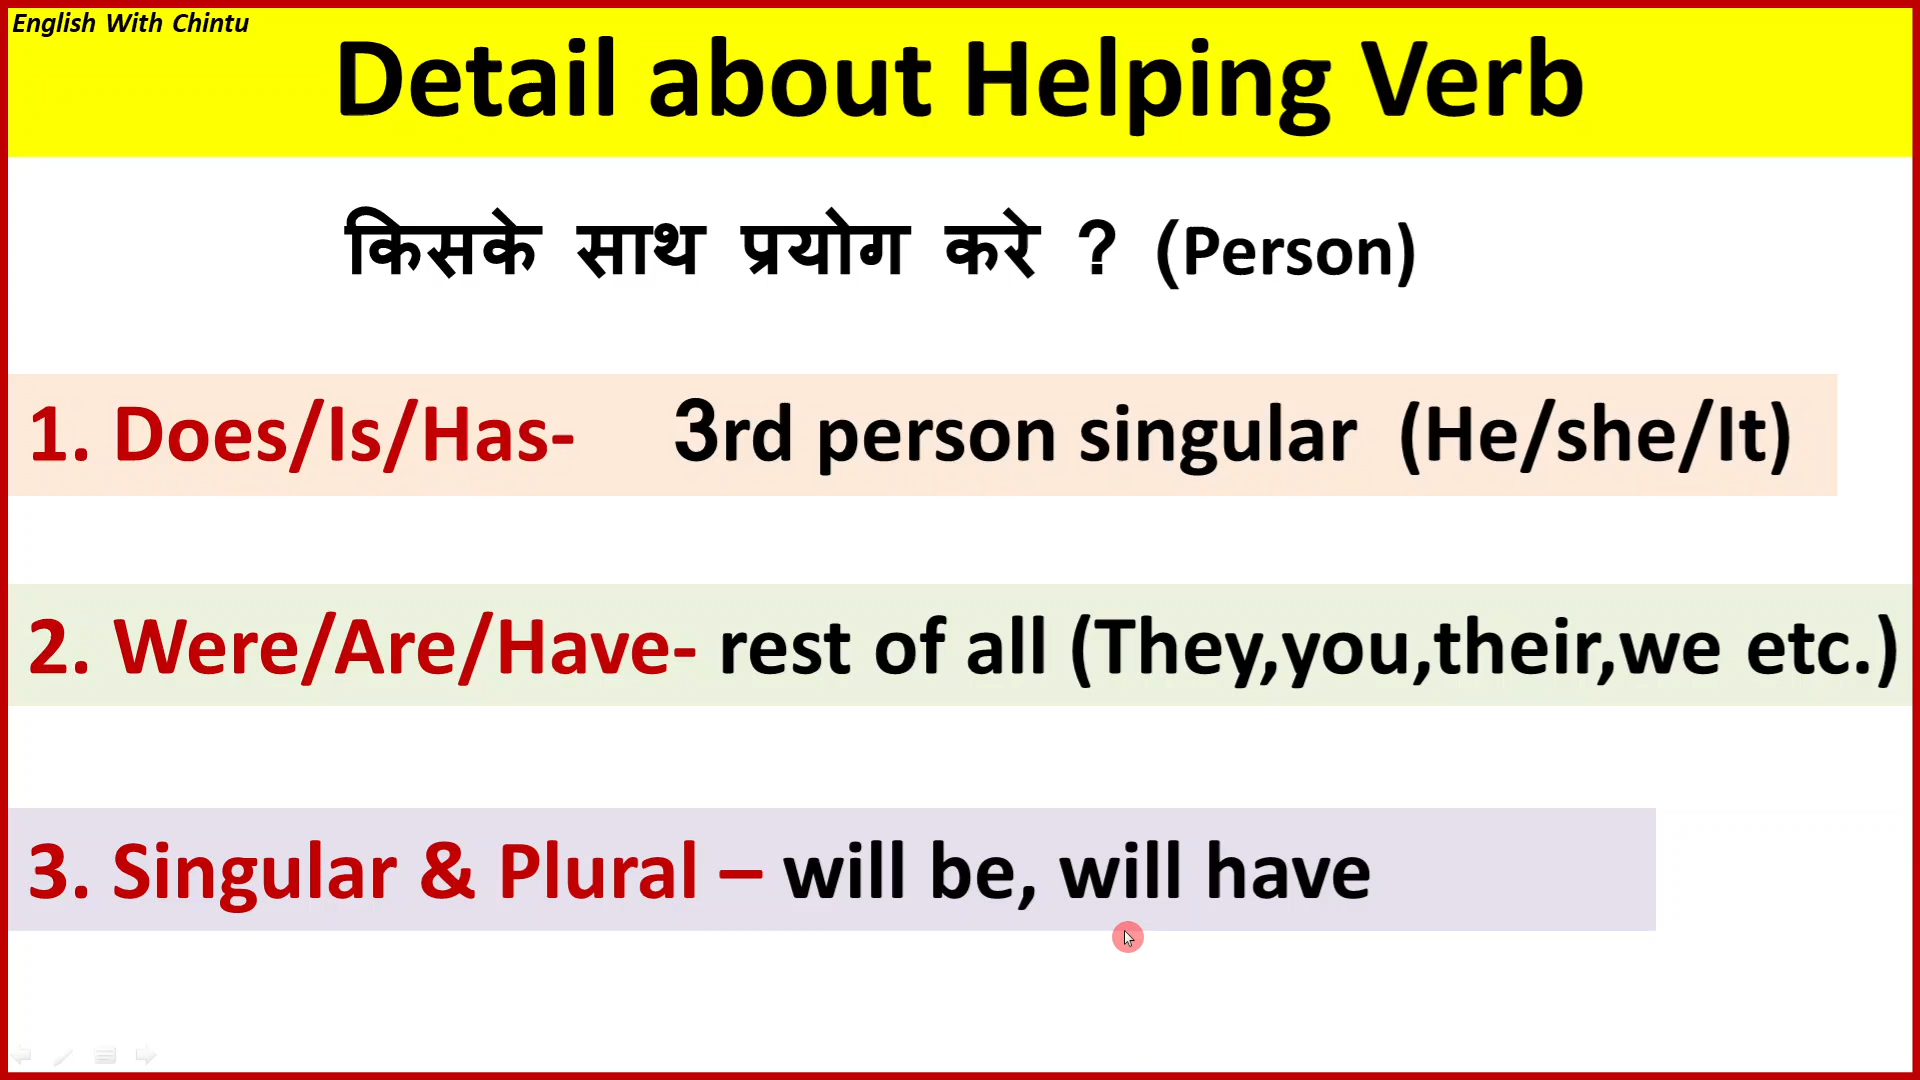 English With Chintu
Detail about Helping Verb
किसके साथ प्रयोग करे ? (Person)
1. Does/Is/Has- 3rd person singular (He/she/It)
2. Were/Are/Have- rest of all (They,you,their,we etc.)
3. Singular & Plural – will be, will have